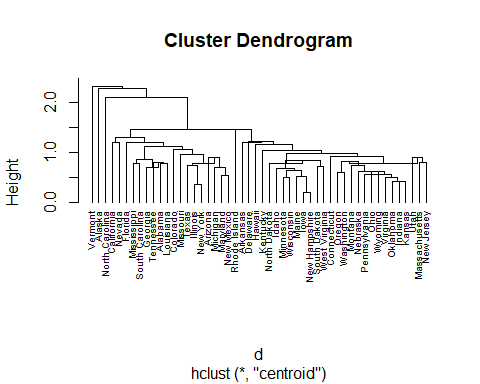 Cluster Dendrogram
Height
0.0
1.0
2.0
Vermont
Alaska
North Carolina
California
Nevada
Florida
Mississippi
South Carolina
Georgia
Tennessee
Alabama
Louisiana
Colorado
Missouri
Texas
Illinois
New York
Arizona
Michigan
Maryland
New Mexico
Rhode Island
Arkansas
Delaware
Hawaii
Kentucky
North Dakota
Idaho
Minnesota
Wisconsin
Maine
Iowa
New Hampshire
South Dakota
West Virginia
Connecticut
Oregon
Washington
Montana
Nebraska
Pennsylvania
Ohio
Wyoming
Virginia
Oklahoma
Indiana
Kansas
Utah
Massachusetts
New Jersey
d
hclust (*, "centroid")